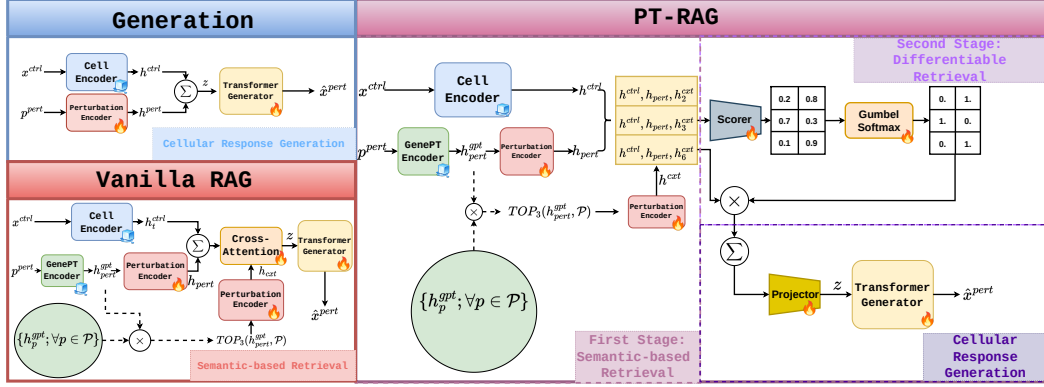 Generation
x^{ctrl}
Cell
Encoder
h^{ctrl}
p^{pert}
Perturbation
Encoder
h^{pert}
∑
z
Transformer
Generator
x̂^{pert}
Cellular Response Generation
Vanilla RAG
x^{ctrl}
Cell
Encoder
h_t^{ctrl}
p^{pert}
GenePT
Encoder
h_{pert}^{gpt}
Perturbation
Encoder
h_{pert}
∑
Cross-
Attention
z
Transformer
Generator
x̂^{pert}
h_{cxt}
Perturbation
Encoder
{h_p^{gpt}; ∀p ∈ 𝒫}
×
TOP_3(h_{pert}^{gpt}, 𝒫)
Semantic-based Retrieval
PT-RAG
x^{ctrl}
Cell
Encoder
h^{ctrl}
p^{pert}
GenePT
Encoder
h_{pert}^{gpt}
Perturbation
Encoder
h_{pert}
h^{ctrl}, h_{pert}, h_2^{cxt}
h^{ctrl}, h_{pert}, h_3^{cxt}
h^{ctrl}, h_{pert}, h_6^{cxt}
h^{cxt}
×
TOP_3(h_{pert}^{gpt}, 𝒫)
Perturbation
Encoder
{h_p^{gpt}; ∀p ∈ 𝒫}
First Stage:
Semantic-based
Retrieval
Second Stage:
Differentiable
Retrieval
Scorer
0.2 0.8
0.7 0.3
0.1 0.9
Gumbel
Softmax
0. 1.
1. 0.
0. 1.
×
∑
Projector
z
Transformer
Generator
x̂^{pert}
Cellular
Response
Generation